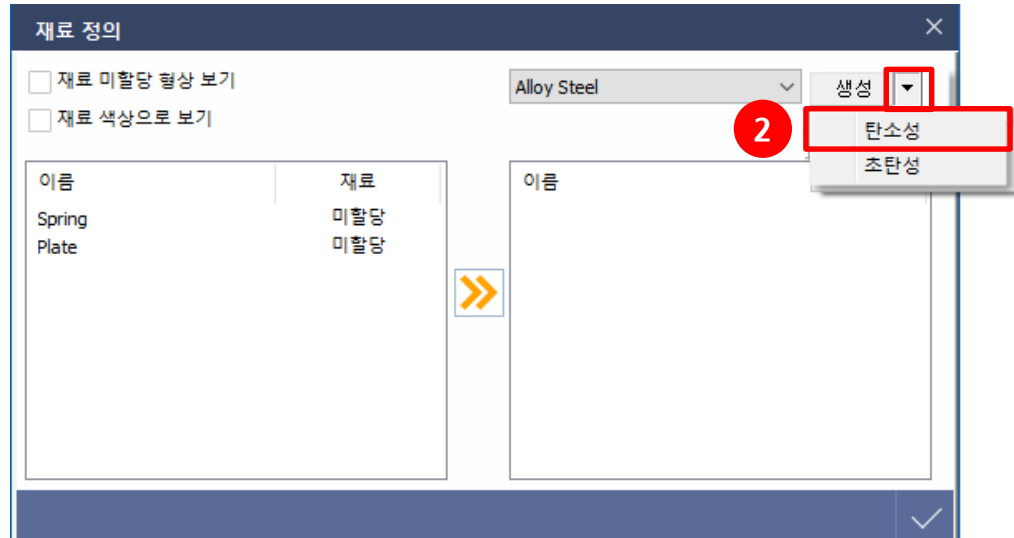 재료 정의
재료 미할당 형상 보기
재료 색상으로 보기
Alloy Steel
생성
2
탄소성
초탄성
이름 재료
Spring 미할당
Plate 미할당
이름